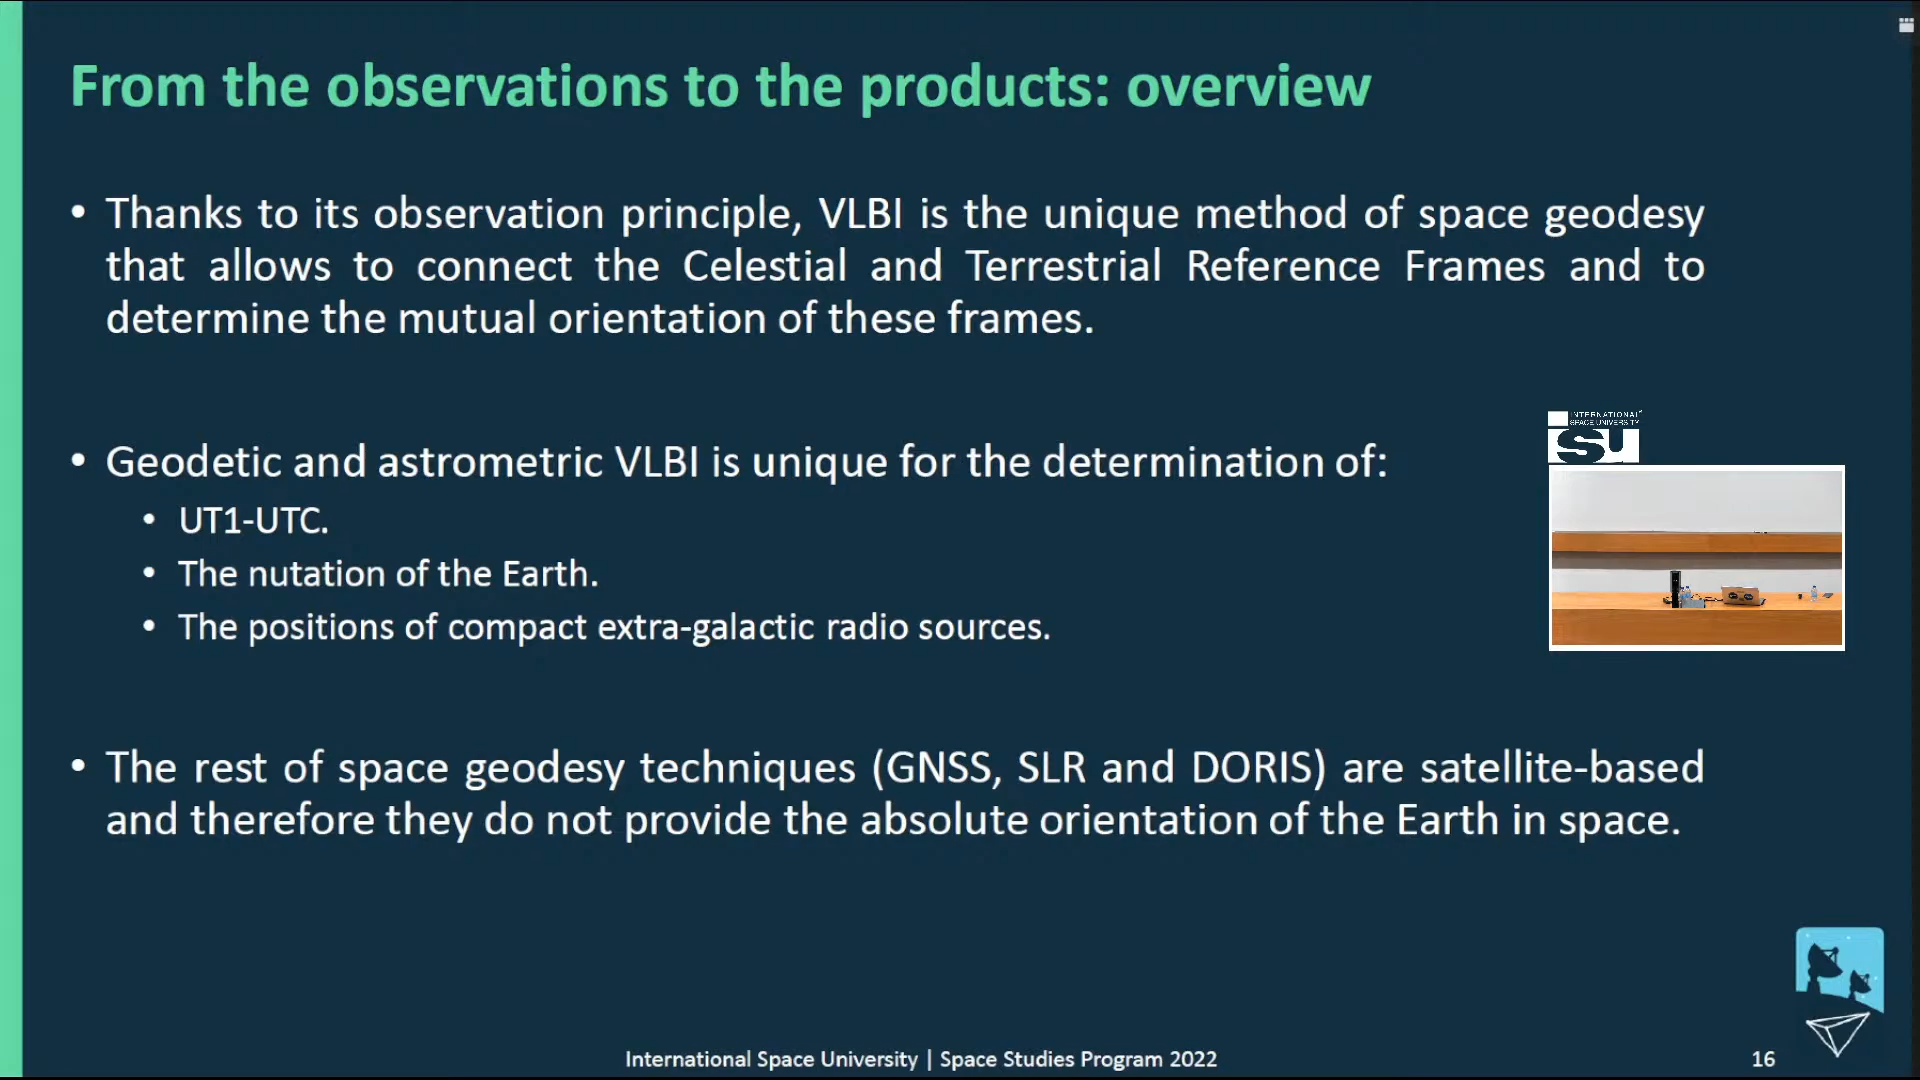 From the observations to the products: overview
• Thanks to its observation principle, VLBI is the unique method of space geodesy
that allows to connect the Celestial and Terrestrial Reference Frames and to
determine the mutual orientation of these frames.
• Geodetic and astrometric VLBI is unique for the determination of:
• UT1-UTC.
• The nutation of the Earth.
• The positions of compact extra-galactic radio sources.
INTERNATIONAL
SPACE UNIVERSITY
SU
• The rest of space geodesy techniques (GNSS, SLR and DORIS) are satellite-based
and therefore they do not provide the absolute orientation of the Earth in space.
International Space University | Space Studies Program 2022
16